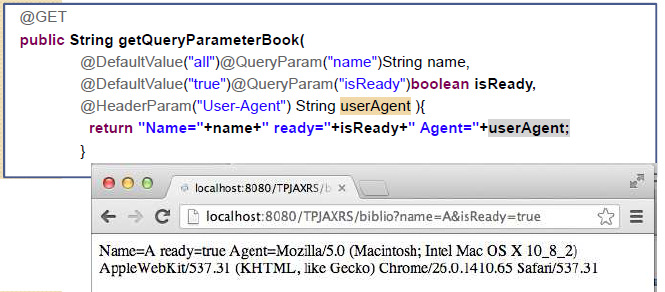 @GET
public String getQueryParameterBook(
@DefaultValue("all")@QueryParam("name")String name,
@DefaultValue("true")@QueryParam("isReady")boolean isReady,
@HeaderParam("User-Agent") String userAgent ){
return "Name="+name+" ready="+isReady+" Agent="+userAgent;
}
localhost:8080/TPJAXRS/b
localhost:8080/TPJAXRS/biblio?name=A&isReady=true
Name=A ready=true Agent=Mozilla/5.0 (Macintosh; Intel Mac OS X 10_8_2)
AppleWebKit/537.31 (KHTML, like Gecko) Chrome/26.0.1410.65 Safari/537.31